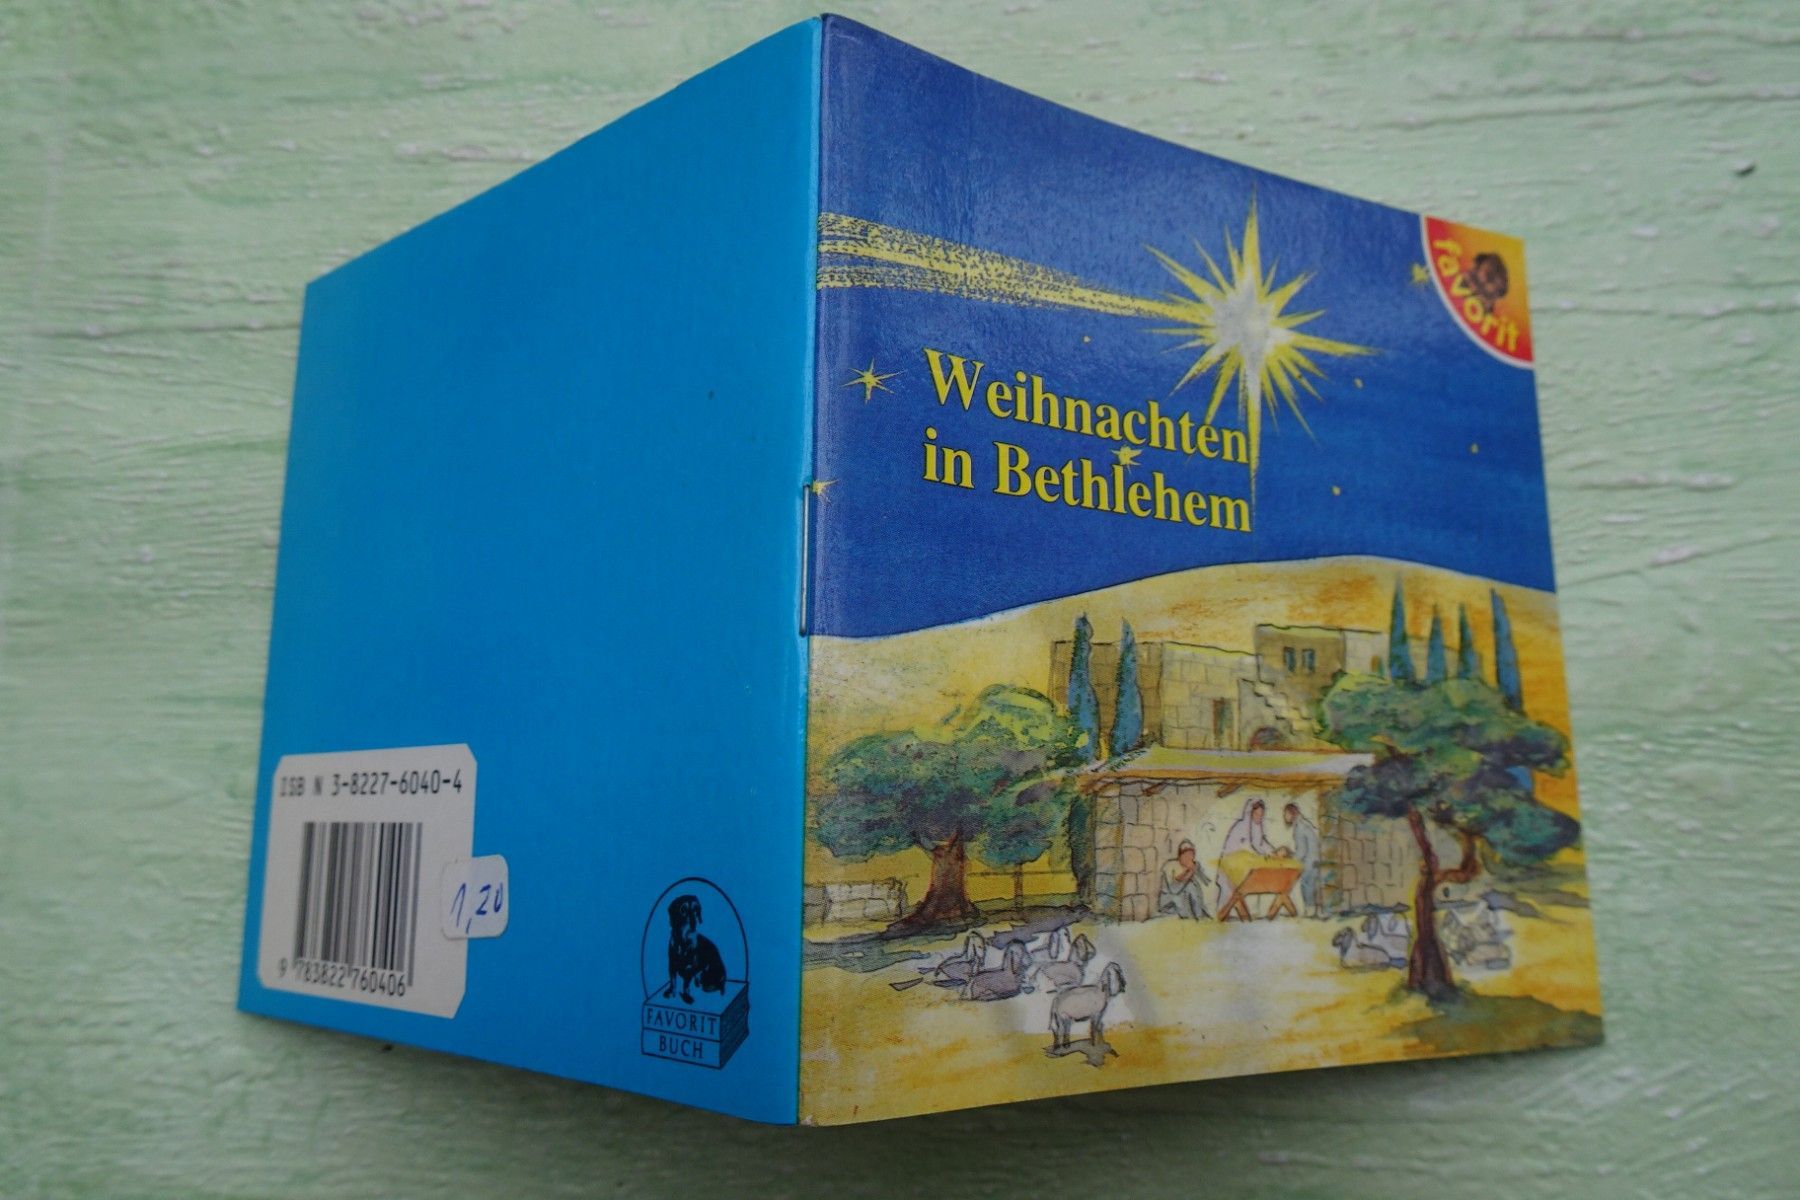 ISBN 3-8227-6040-4
9 783822 760406
1,20
FAVORIT
BUCH
favorit
Weihnachten
in Bethlehem